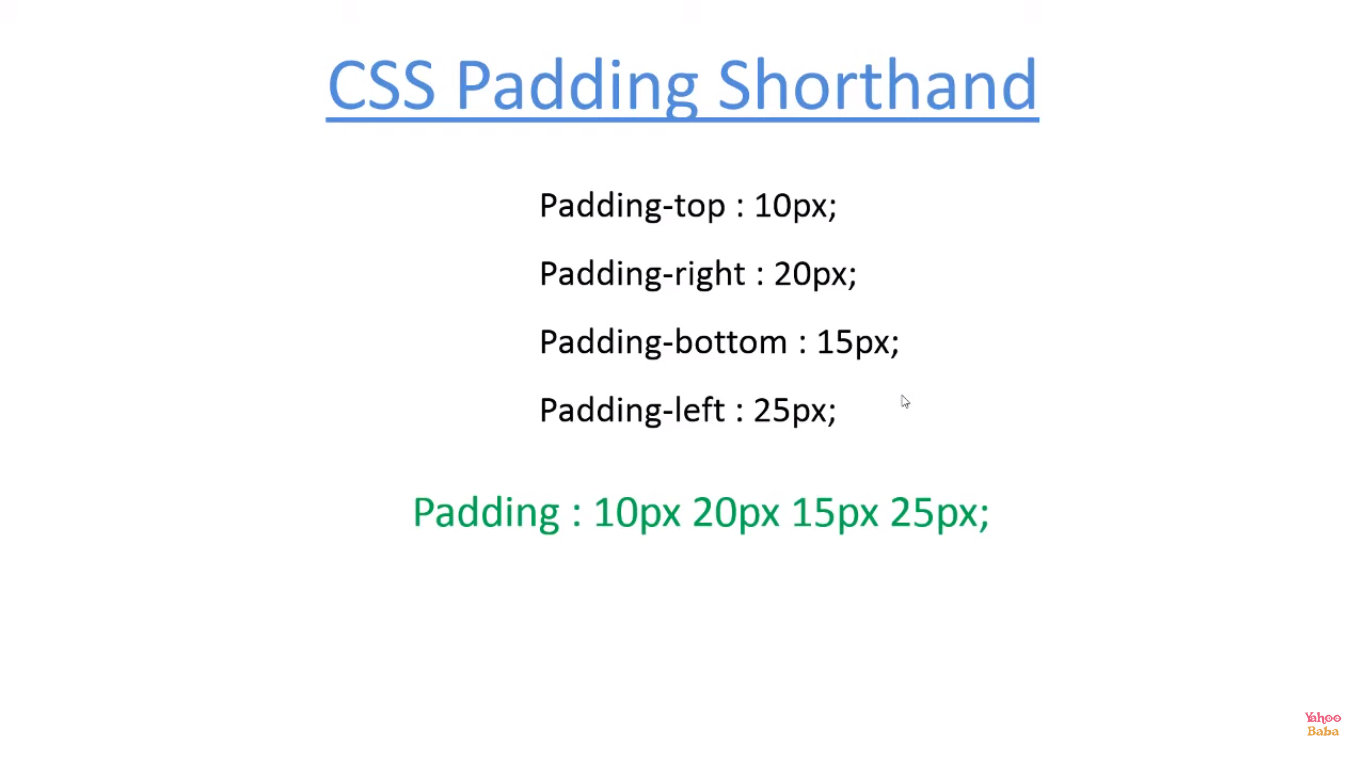 CSS Padding Shorthand
Padding-top : 10px;
Padding-right : 20px;
Padding-bottom : 15px;
Padding-left : 25px;
Padding : 10px 20px 15px 25px;
Yahoo
Baba